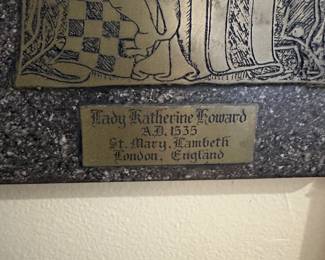 Lady Katherine Howard
A.D. 1535
St. Mary, Lambeth
London, England